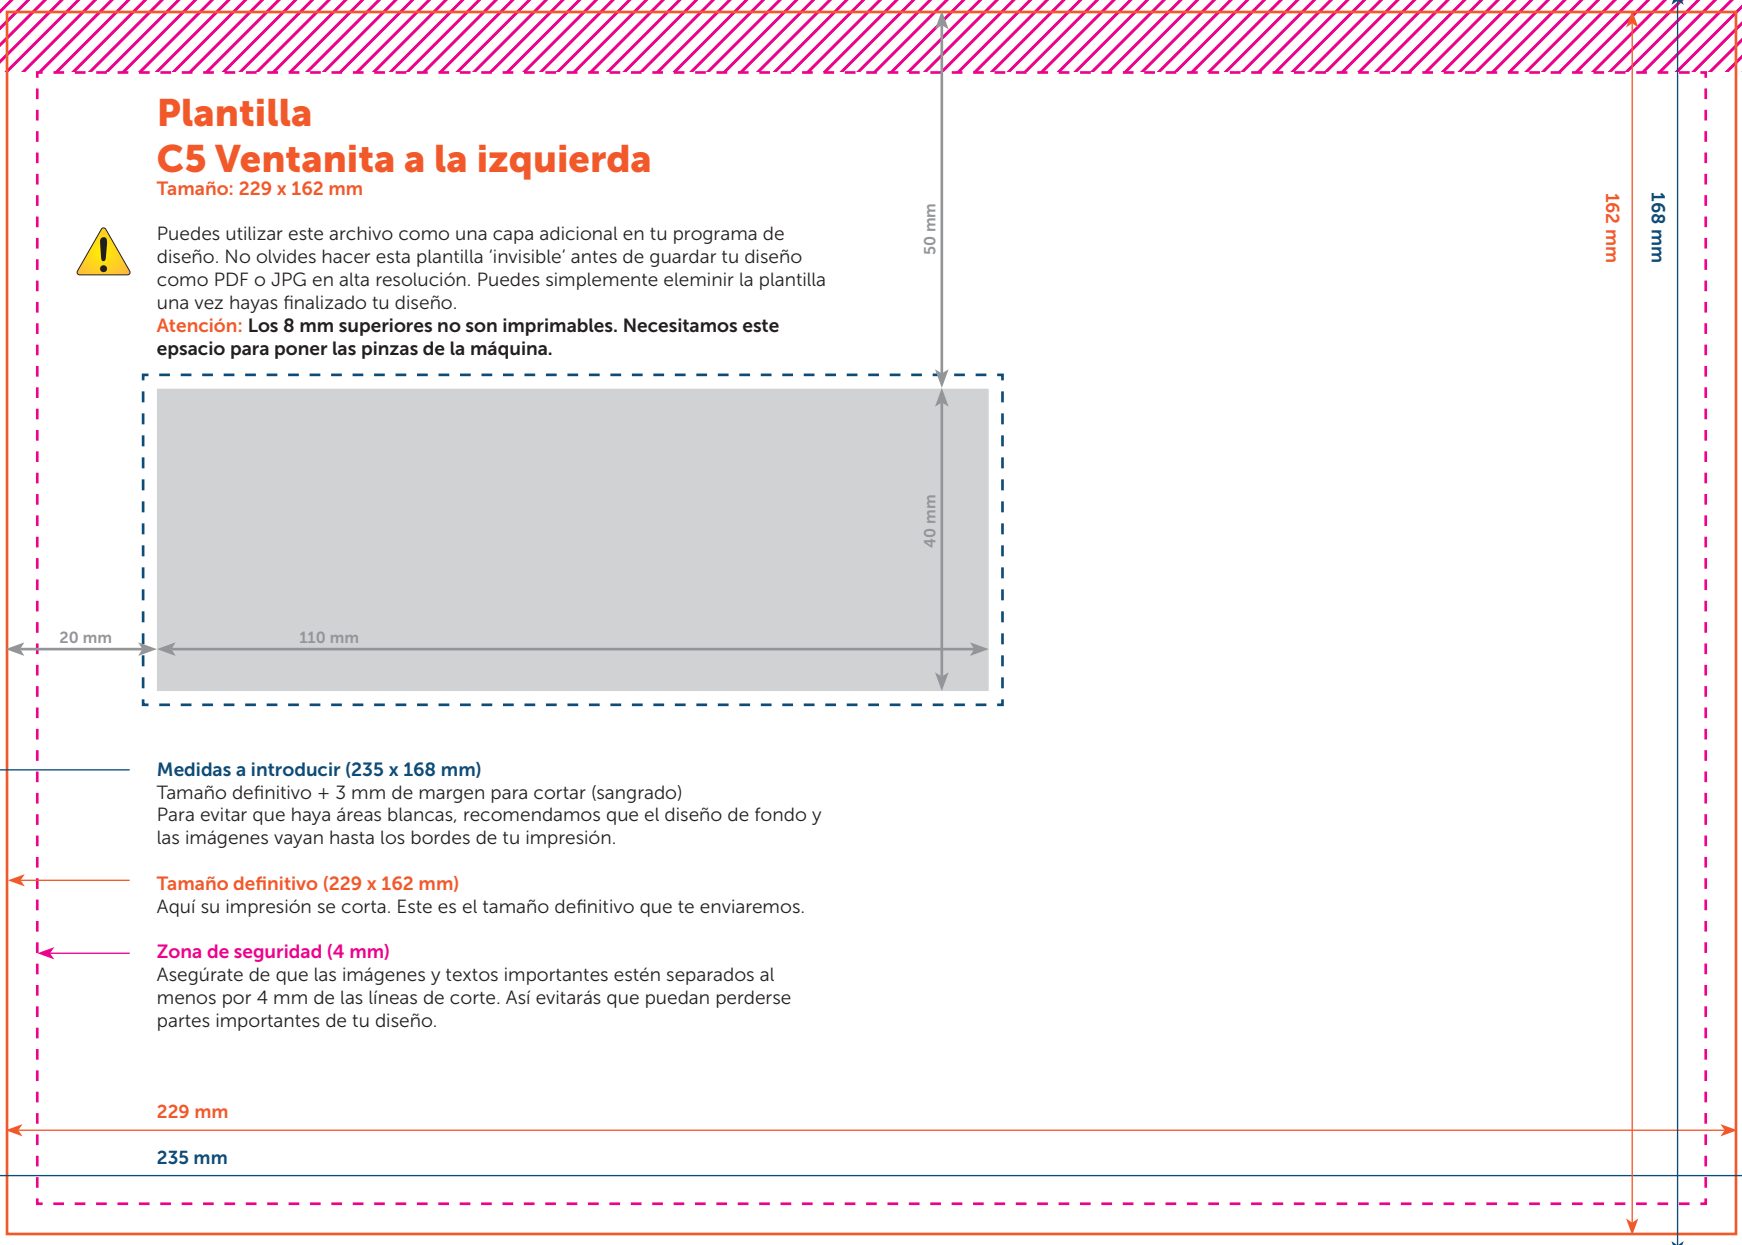 Plantilla
C5 Ventanita a la izquierda
Tamaño: 229 x 162 mm
Puedes utilizar este archivo como una capa adicional en tu programa de
diseño. No olvides hacer esta plantilla ‘invisible’ antes de guardar tu diseño
como PDF o JPG en alta resolución. Puedes simplemente eleminir la plantilla
una vez hayas finalizado tu diseño.
Atención: Los 8 mm superiores no son imprimables. Necesitamos este
epsacio para poner las pinzas de la máquina.
50 mm
162 mm
168 mm
40 mm
20 mm
110 mm
Medidas a introducir (235 x 168 mm)
Tamaño definitivo + 3 mm de margen para cortar (sangrado)
Para evitar que haya áreas blancas, recomendamos que el diseño de fondo y
las imágenes vayan hasta los bordes de tu impresión.
Tamaño definitivo (229 x 162 mm)
Aquí su impresión se corta. Este es el tamaño definitivo que te enviaremos.
Zona de seguridad (4 mm)
Asegúrate de que las imágenes y textos importantes estén separados al
menos por 4 mm de las líneas de corte. Así evitarás que puedan perderse
partes importantes de tu diseño.
229 mm
235 mm